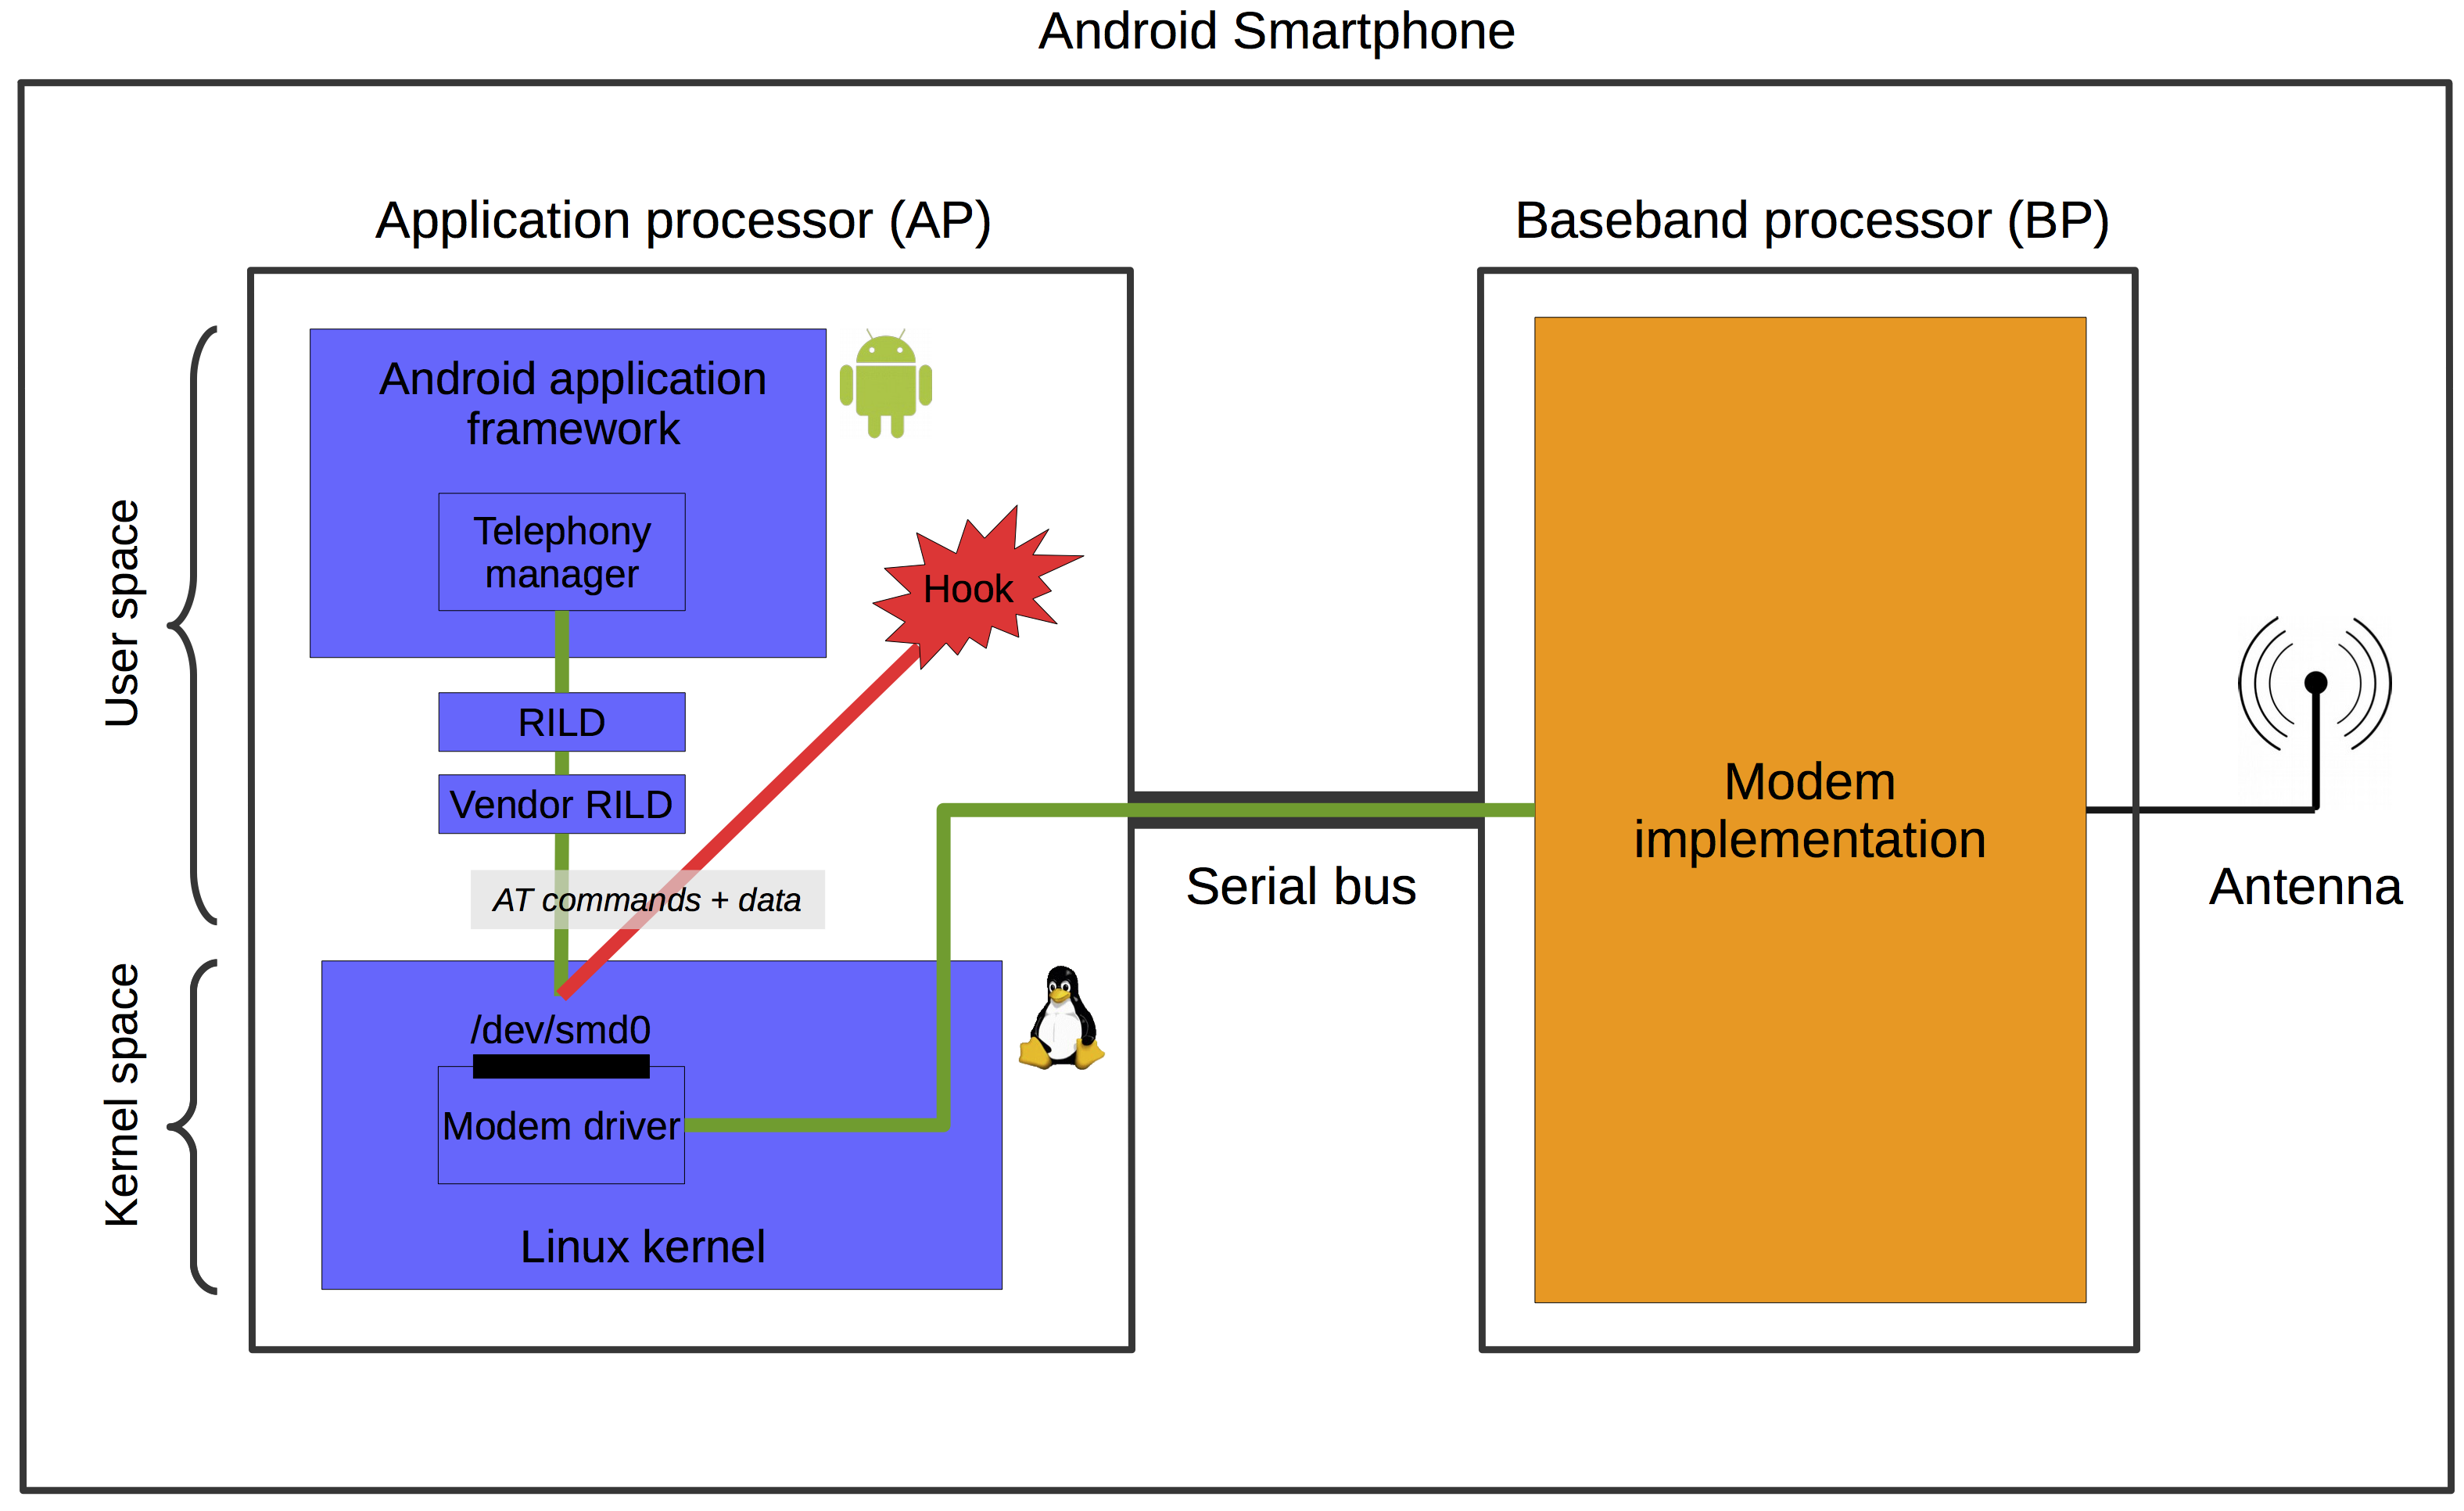 Android Smartphone
Application processor (AP)
Baseband processor (BP)
User space
Android application
framework
Telephony
manager
Hook
RILD
Vendor RILD
AT commands + data
Kernel space
/dev/smd0
Modem driver
Linux kernel
Serial bus
Modem
implementation
Antenna